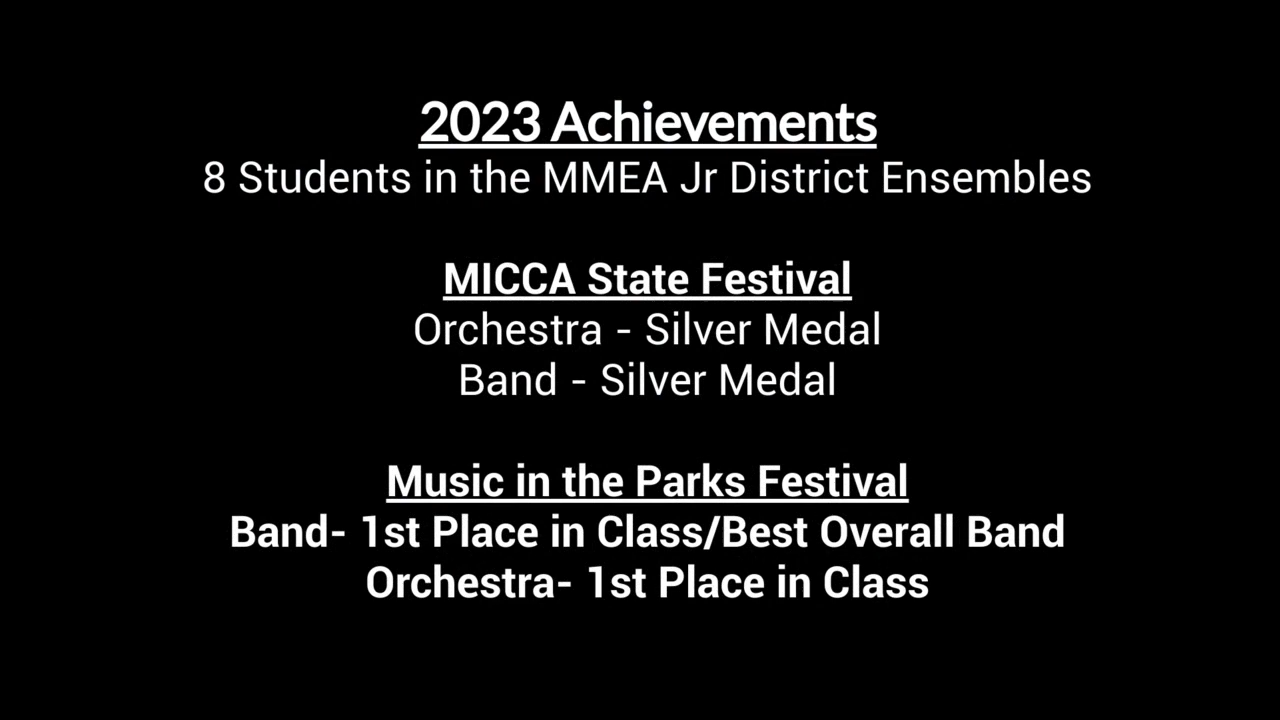 2023 Achievements
8 Students in the MMEA Jr District Ensembles
MICCA State Festival
Orchestra - Silver Medal
Band - Silver Medal
Music in the Parks Festival
Band- 1st Place in Class/Best Overall Band
Orchestra- 1st Place in Class